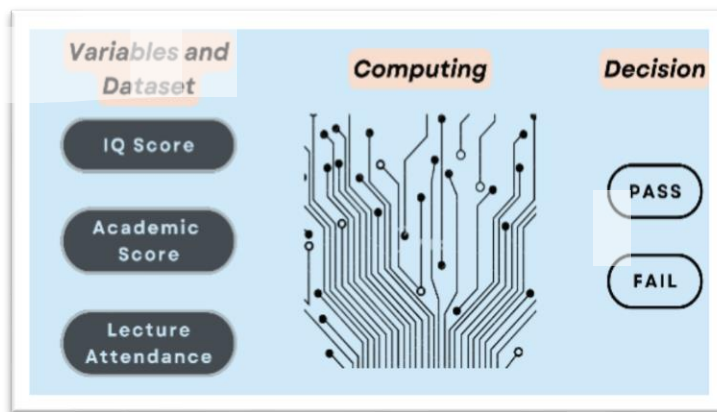 Variables and
Dataset
IQ Score
Academic
Score
Lecture
Attendance
Computing
Decision
PASS
FAIL